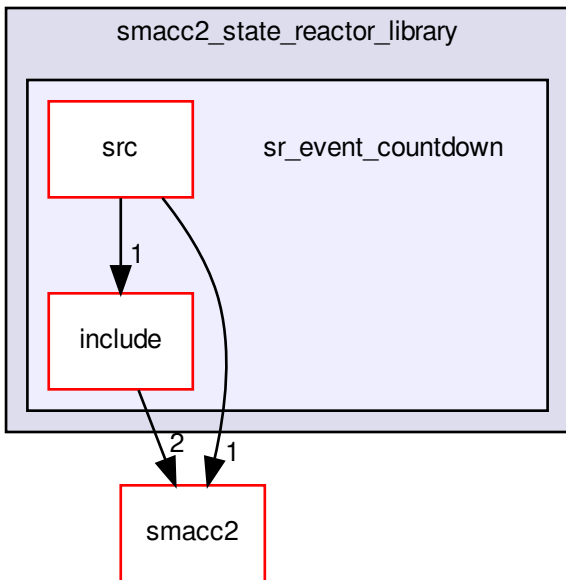 smacc2_state_reactor_library
src
sr_event_countdown
1
include
2
1
smacc2